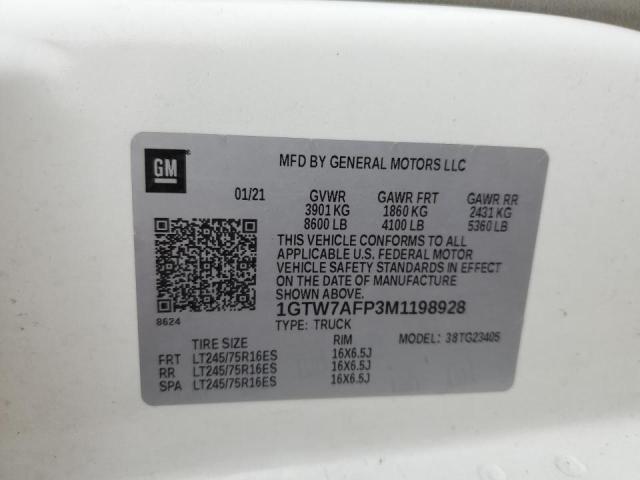 GM
MFD BY GENERAL MOTORS LLC
01/21 GVWR GAWR FRT GAWR RR
3901 KG 1860 KG 2431 KG
8600 LB 4100 LB 5360 LB
THIS VEHICLE CONFORMS TO ALL
APPLICABLE U.S. FEDERAL MOTOR
VEHICLE SAFETY STANDARDS IN EFFECT
ON THE DATE OF MANUFACTURE
SHOWN ABOVE.
1GTW7AFP3M1198928
8624
TYPE: TRUCK MODEL: 38TG23405
TIRE SIZE RIM
FRT LT245/75R16ES 16X6.5J
RR LT245/75R16ES 16X6.5J
SPA LT245/75R16ES 16X6.5J